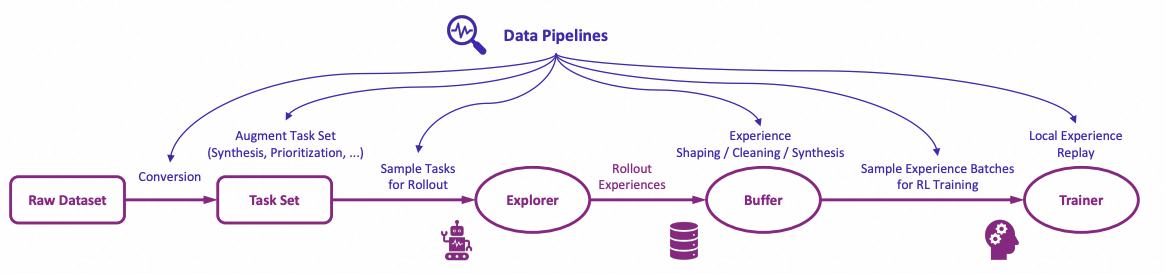 Data Pipelines
Augment Task Set
(Synthesis, Prioritization, ...)
Experience
Shaping / Cleaning / Synthesis
Local Experience
Replay
Conversion
Sample Tasks
for Rollout
Rollout
Experiences
Sample Experience Batches
for RL Training
Raw Dataset
Task Set
Explorer
Buffer
Trainer